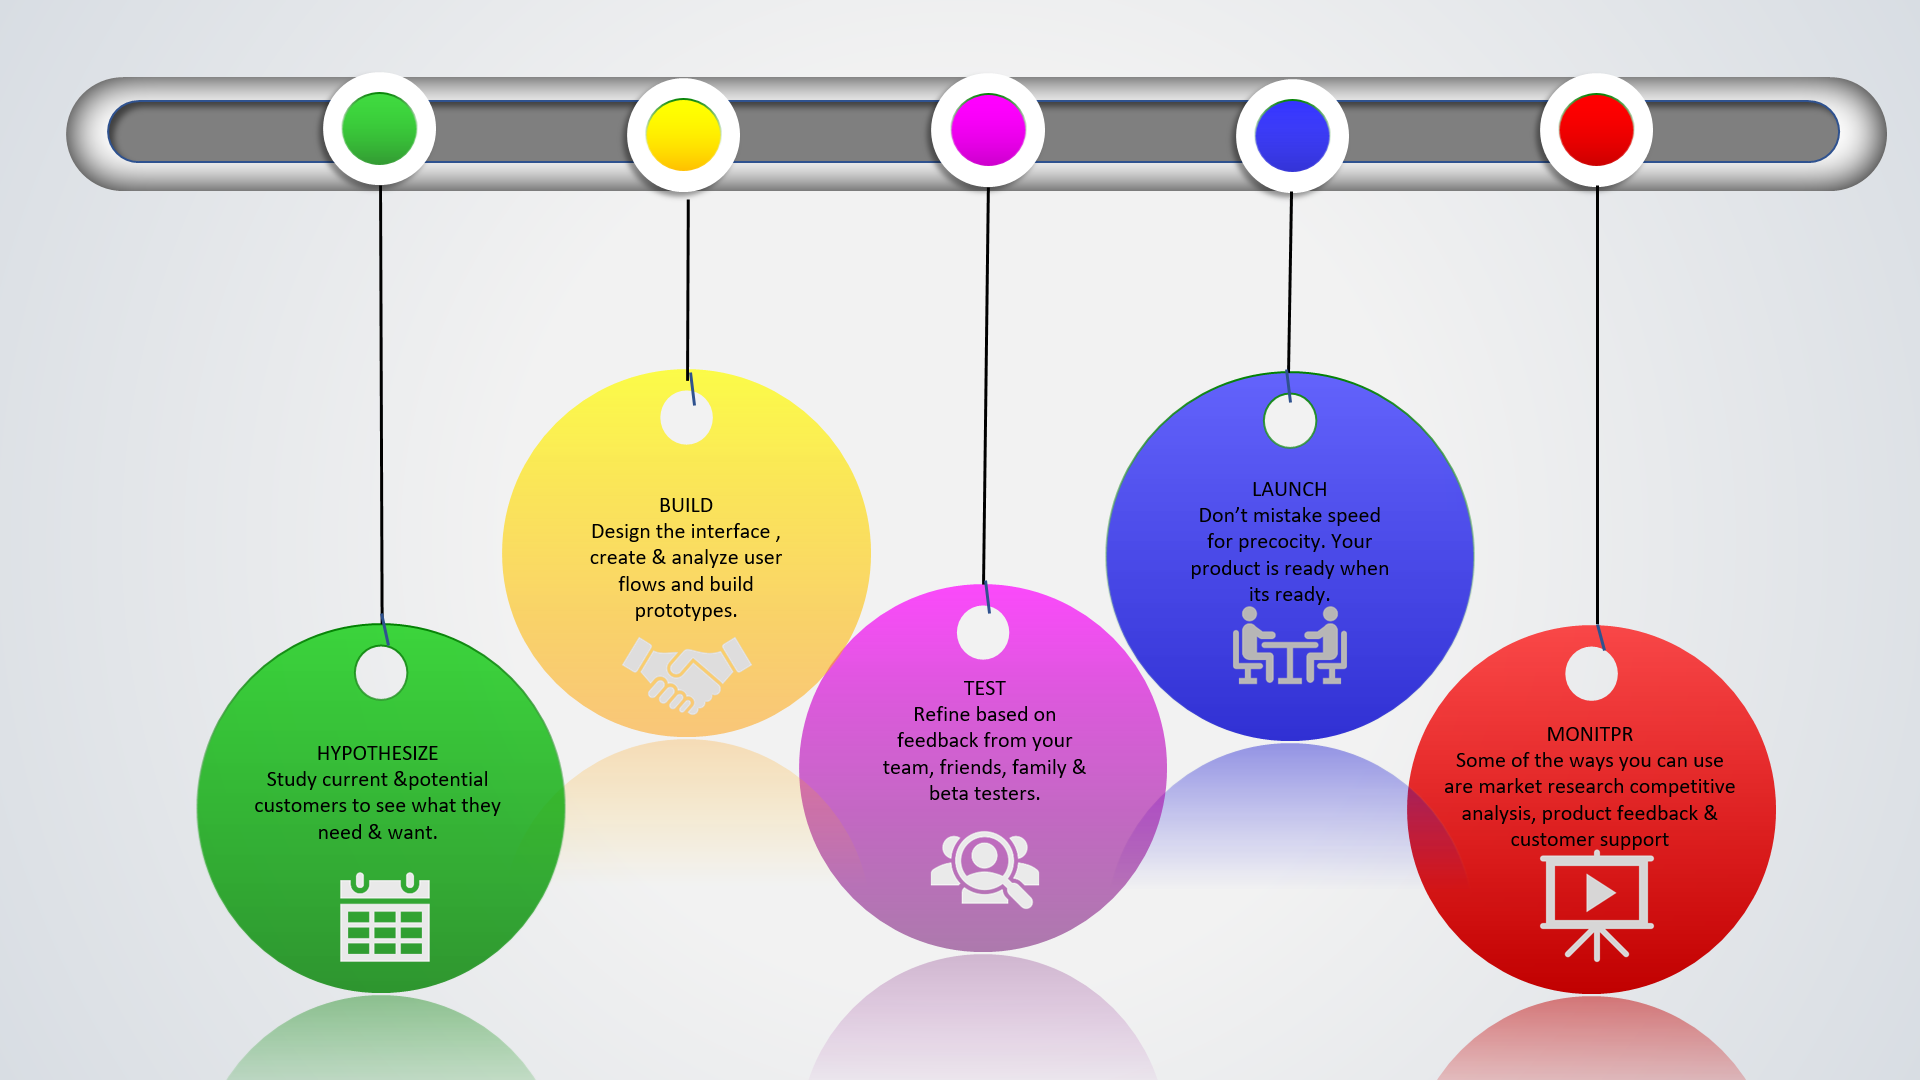 HYPOTHESIZE
Study current &potential
customers to see what they
need & want.
BUILD
Design the interface ,
create & analyze user
flows and build
prototypes.
TEST
Refine based on
feedback from your
team, friends, family &
beta testers.
LAUNCH
Don’t mistake speed
for precocity. Your
product is ready when
its ready.
MONITPR
Some of the ways you can use
are market research competitive
analysis, product feedback &
customer support